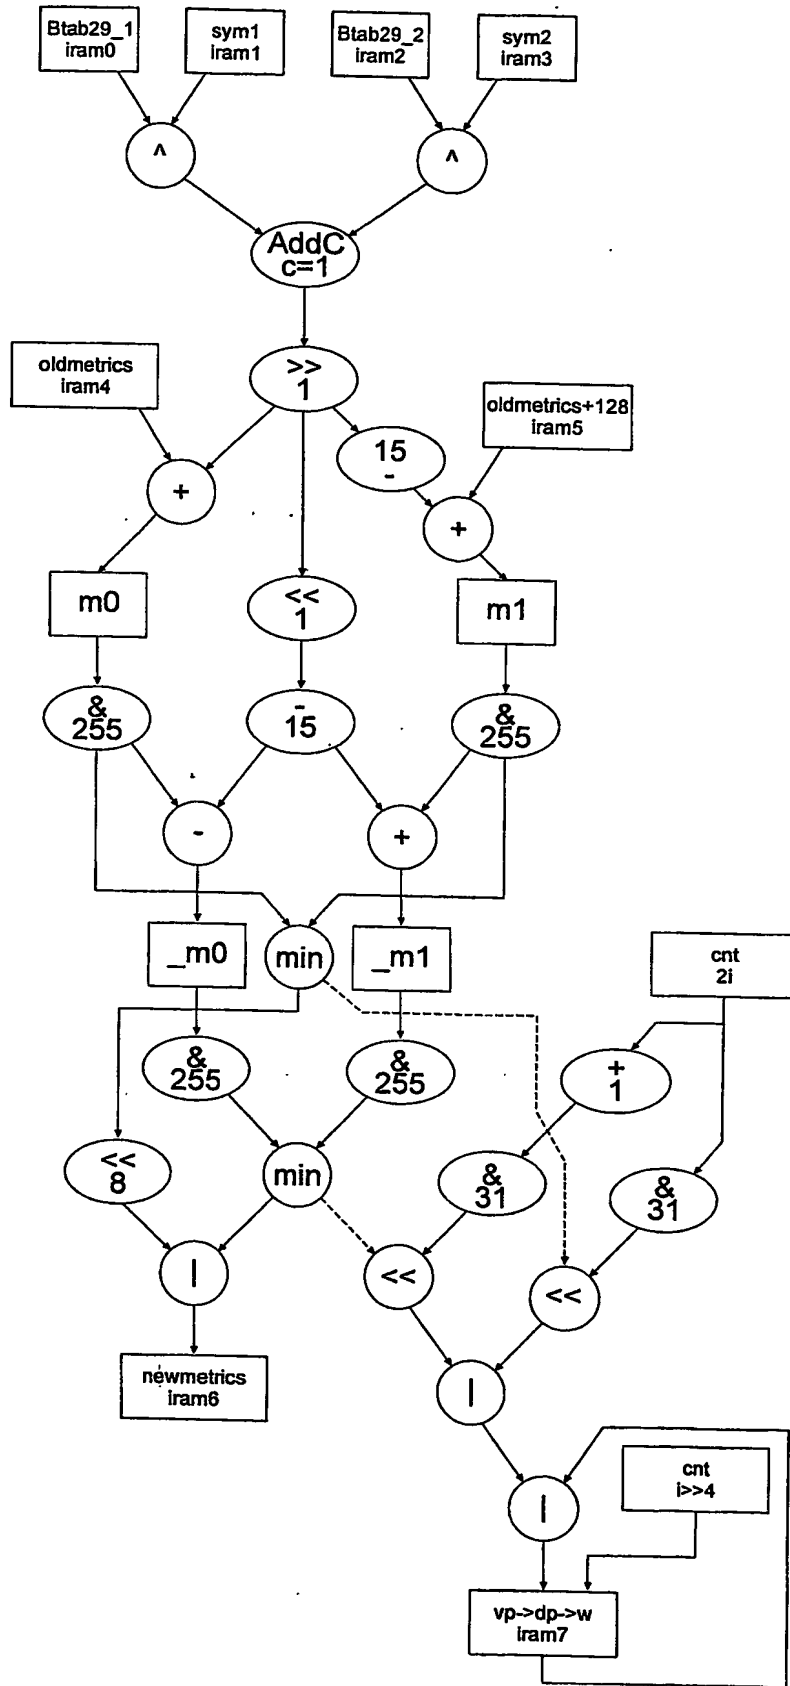 Btab29_1
iram0
sym1
iram1
Btab29_2
iram2
sym2
iram3
^
^
AddC
c=1
>>
1
oldmetrics
iram4
oldmetrics+128
iram5
15
-
+
+
m0
<<
1
m1
&
255
-
15
&
255
-
+
_m0
min
_m1
cnt
2i
&
255
&
255
+
1
<<
8
min
&
31
&
31
|
<<
<<
newmetrics
iram6
|
cnt
i>>4
|
vp->dp->w
iram7